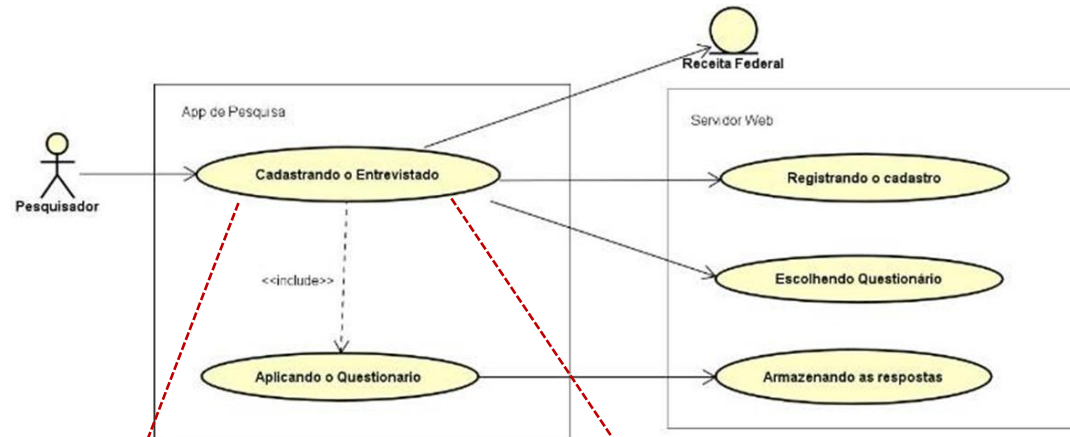 Receita Federal
App de Pesquisa
Servidor Web
Pesquisador
Cadastrando o Entrevistado
Registrando o cadastro
<<include>>
Escolhendo Questionário
Aplicando o Questionario
Armazenando as respostas